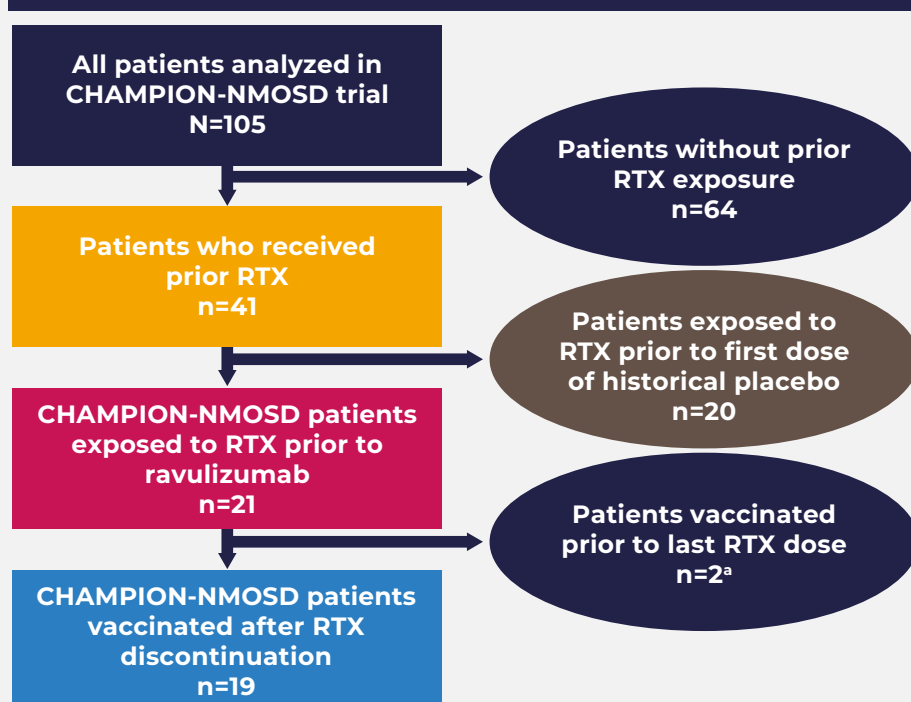 All patients analyzed in
CHAMPION-NMOSD trial
N=105
Patients without prior
RTX exposure
n=64
Patients who received
prior RTX
n=41
Patients exposed to
RTX prior to first dose
of historical placebo
n=20
CHAMPION-NMOSD patients
exposed to RTX prior to
ravulizumab
n=21
Patients vaccinated
prior to last RTX dose
n=2ᵃ
CHAMPION-NMOSD patients
vaccinated after RTX
discontinuation
n=19